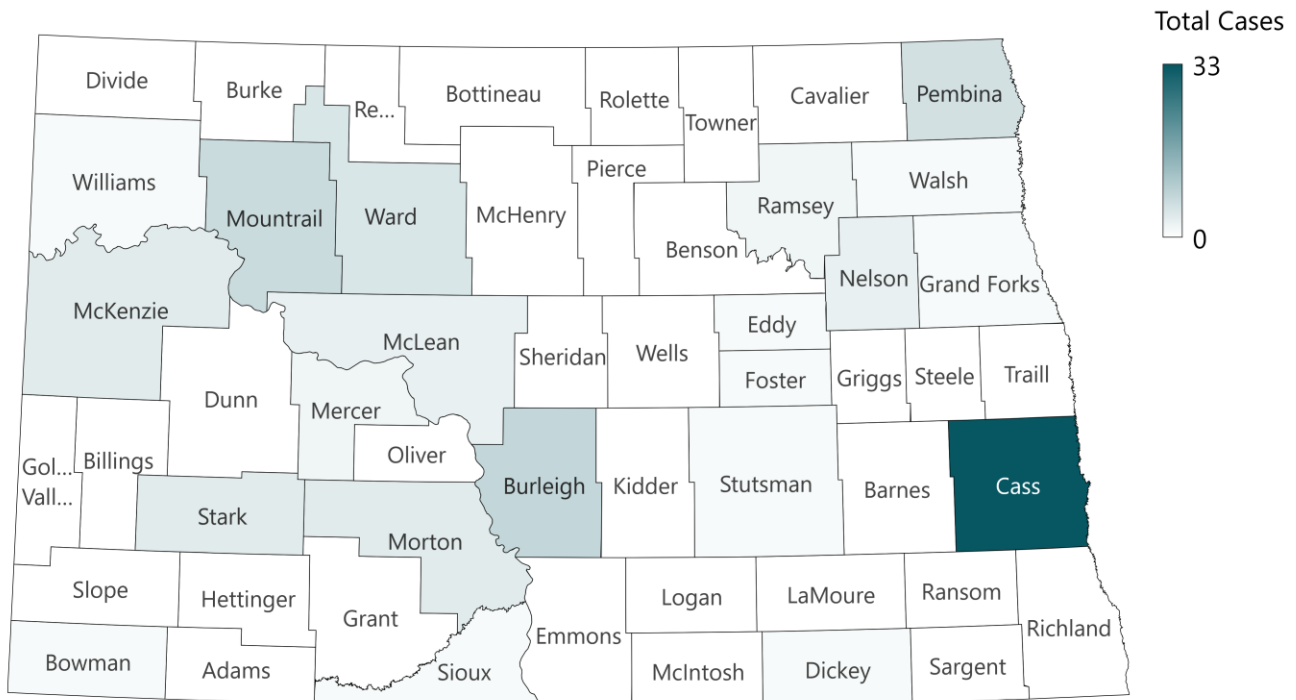 Total Cases
33
0
Divide
Burke
Re...
Bottineau
Rolette
Towner
Cavalier
Pembina
Williams
Mountrail
Ward
McHenry
Pierce
Benson
Ramsey
Walsh
Nelson
Grand Forks
McKenzie
McLean
Sheridan
Wells
Eddy
Foster
Griggs
Steele
Traill
Dunn
Mercer
Oliver
Gol...
Vall...
Billings
Burleigh
Kidder
Stutsman
Barnes
Cass
Stark
Morton
Slope
Hettinger
Grant
Emmons
Logan
LaMoure
Ransom
Richland
Bowman
Adams
Sioux
McIntosh
Dickey
Sargent